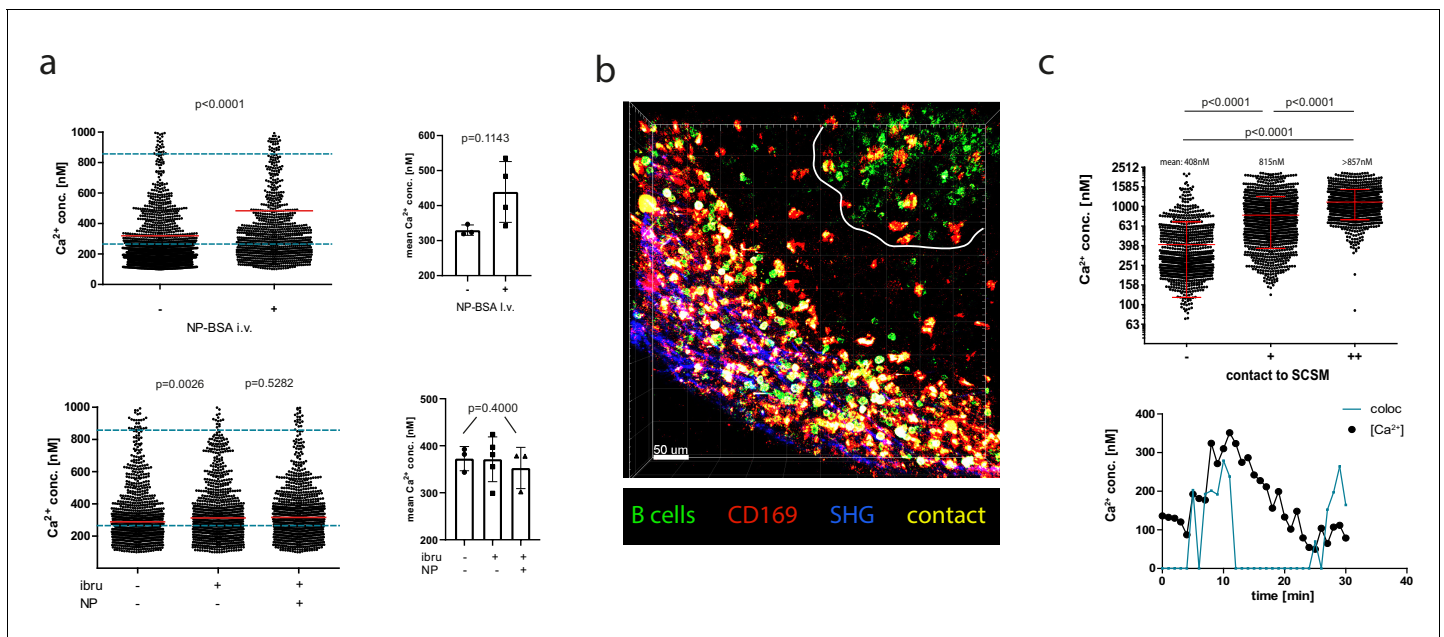 a
p<0.0001
1000
800
600
400
200
0
Ca2+ conc. [nM]
- +
NP-BSA i.v.
p=0.1143
600
500
400
300
200
mean Ca2+ conc. [nM]
- +
NP-BSA I.v.
p=0.0026 p=0.5282
1000
800
600
400
200
Ca2+ conc. [nM]
ibru - + +
NP - - +
p=0.4000
500
400
300
200
mean Ca2+ conc. [nM]
ibru - + +
NP - - +
b
50 um
B cells CD169 SHG contact
c
p<0.0001 p<0.0001
p<0.0001
mean: 408nM 815nM >857nM
2512
1585
1000
631
398
251
158
100
63
Ca2+ conc. [nM]
- + ++
contact to SCSM
coloc
[Ca2+]
400
300
200
100
0
Ca2+ conc. [nM]
0 10 20 30 40
time [min]